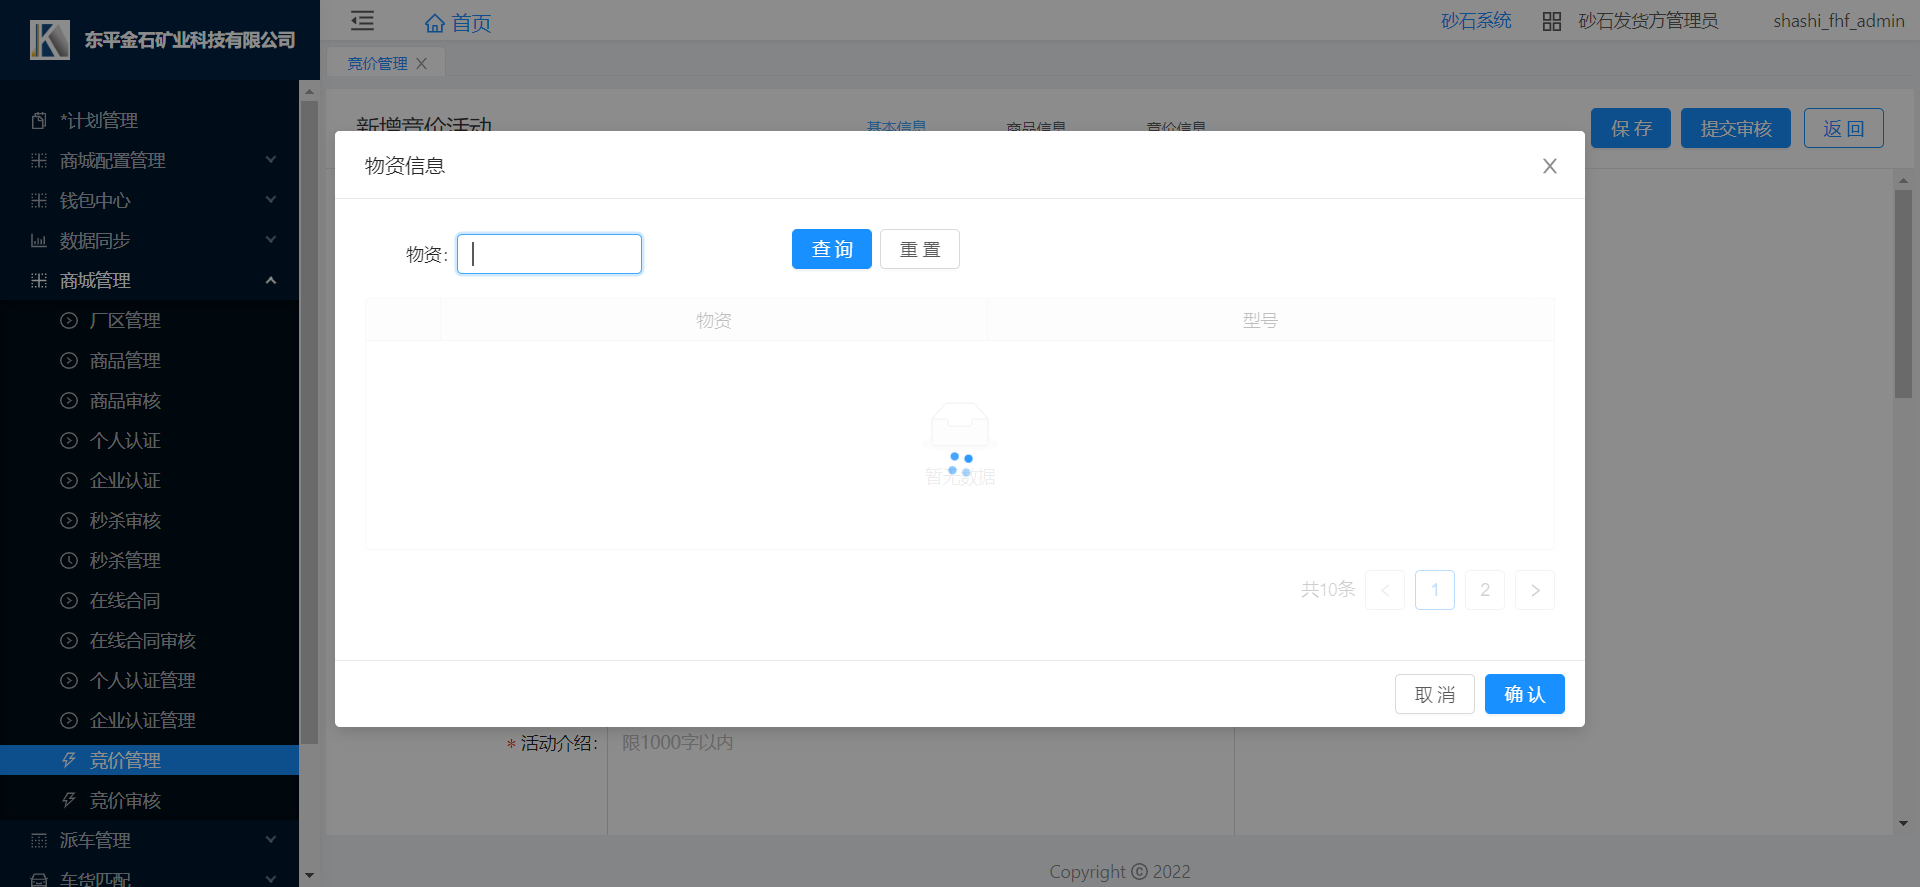 东平金石矿业科技有限公司
首页
砂石系统
砂石发货方管理员
shashi_fhf_admin
竞价管理
*计划管理
商城配置管理
钱包中心
数据同步
商城管理
厂区管理
商品管理
商品审核
个人认证
企业认证
秒杀审核
秒杀管理
在线合同
在线合同审核
个人认证管理
企业认证管理
竞价管理
竞价审核
派车管理
车货匹配
新增竞价活动
基本信息
商品信息
竞价信息
保 存
提交审核
返 回
物资信息
物资:
查 询
重 置
物资
型号
暂无数据
共10条
1
2
取 消
确 认
* 活动介绍:
限1000字以内
Copyright © 2022